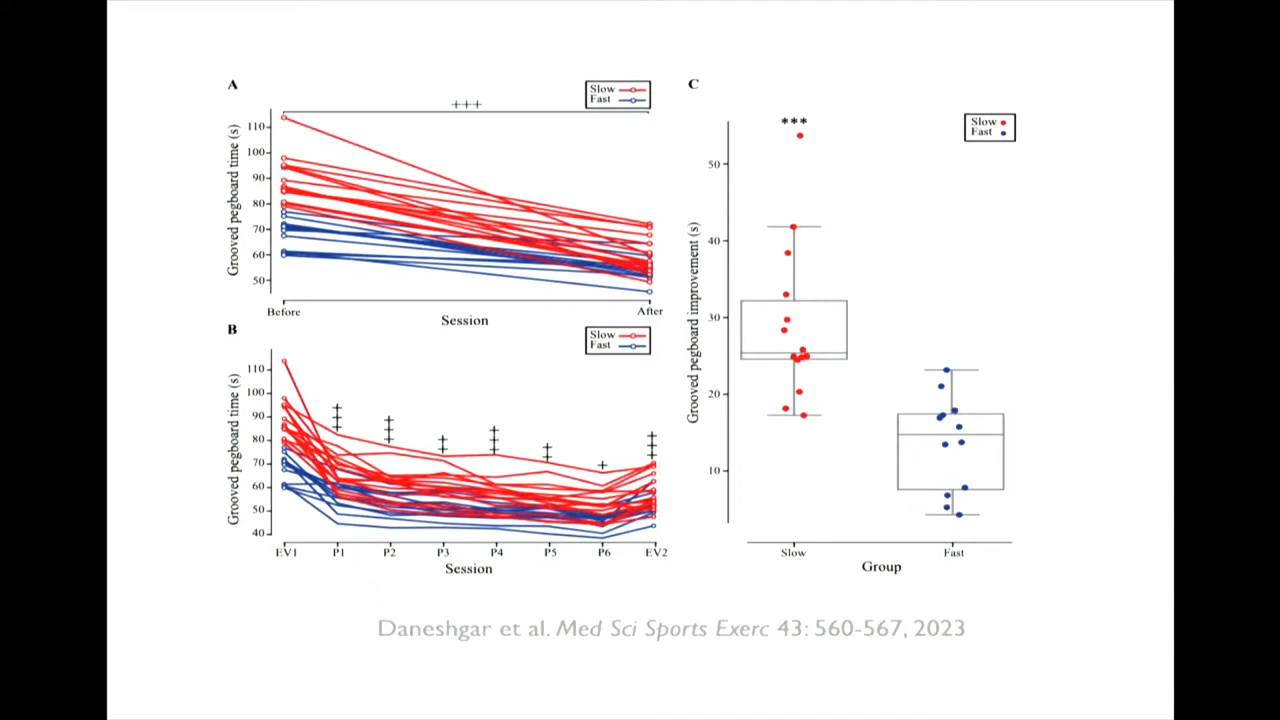 A
Slow
Fast
+++
Grooved pegboard time (s)
110
100
90
80
70
60
50
Before
After
Session
B
Slow
Fast
Grooved pegboard time (s)
110
100
90
80
70
60
50
40
‡
‡
‡
‡
‡
+
‡
EV1
P1
P2
P3
P4
P5
P6
EV2
Session
C
Slow
Fast
***
Grooved pegboard improvement (s)
50
40
30
20
10
Slow
Fast
Group
Daneshgar et al. Med Sci Sports Exerc 43: 560-567, 2023